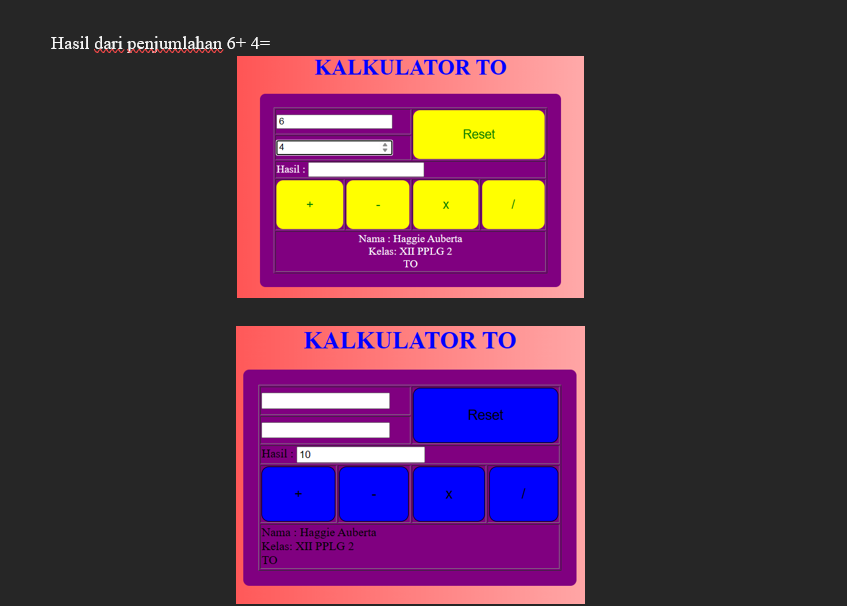 Hasil dari penjumlahan 6+ 4=
KALKULATOR TO
6
Reset
4
Hasil :
+ - x /
Nama : Haggie Auberta
Kelas: XII PPLG 2
TO
KALKULATOR TO
Reset
Hasil : 10
+ - x /
Nama : Haggie Auberta
Kelas: XII PPLG 2
TO